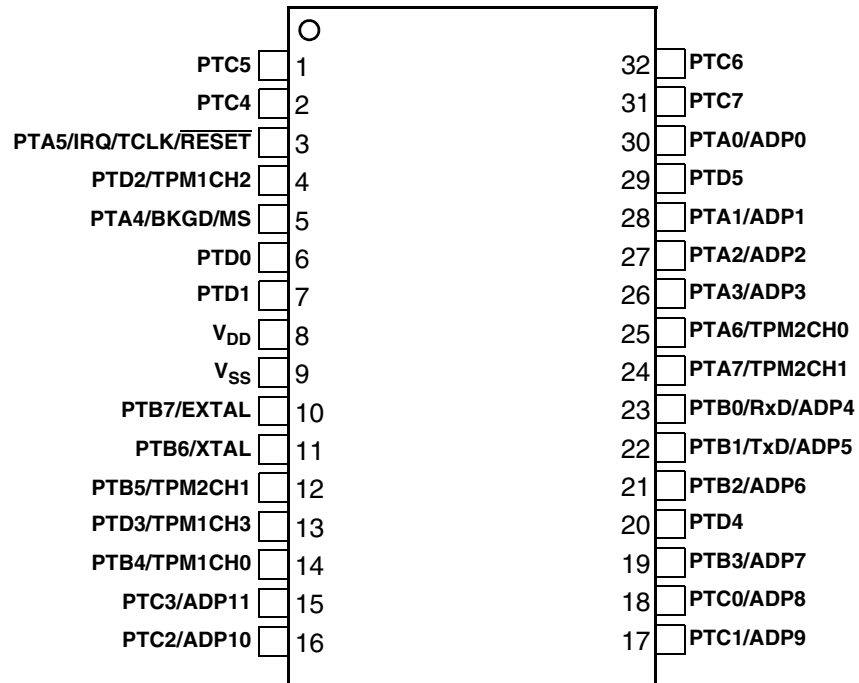 PTC5 1 32 PTC6
PTC4 2 31 PTC7
PTA5/IRQ/TCLK/RESET 3 30 PTA0/ADP0
PTD2/TPM1CH2 4 29 PTD5
PTA4/BKGD/MS 5 28 PTA1/ADP1
PTD0 6 27 PTA2/ADP2
PTD1 7 26 PTA3/ADP3
VDD 8 25 PTA6/TPM2CH0
VSS 9 24 PTA7/TPM2CH1
PTB7/EXTAL 10 23 PTB0/RxD/ADP4
PTB6/XTAL 11 22 PTB1/TxD/ADP5
PTB5/TPM2CH1 12 21 PTB2/ADP6
PTD3/TPM1CH3 13 20 PTD4
PTB4/TPM1CH0 14 19 PTB3/ADP7
PTC3/ADP11 15 18 PTC0/ADP8
PTC2/ADP10 16 17 PTC1/ADP9